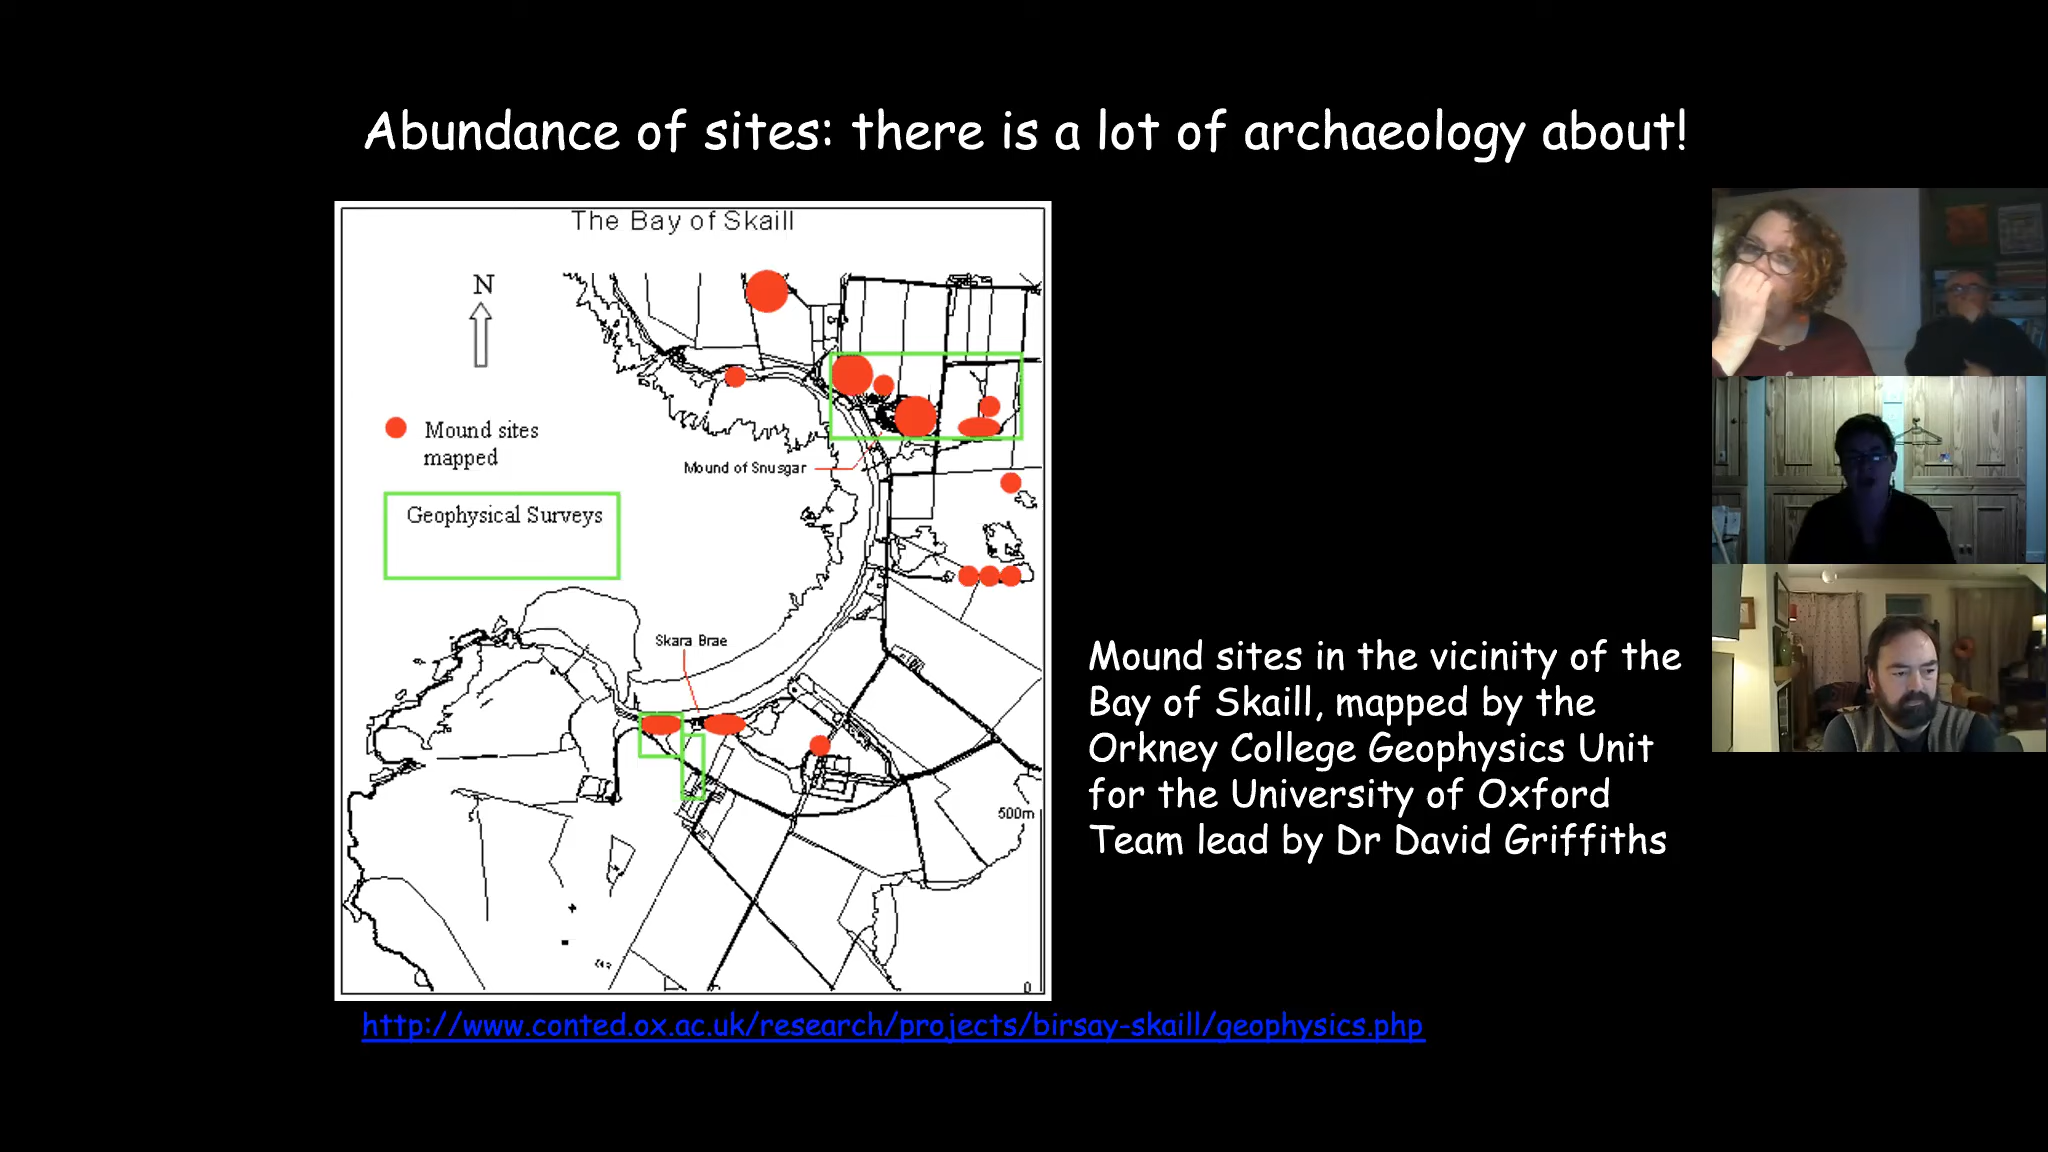 Abundance of sites: there is a lot of archaeology about!
The Bay of Skaill
N
Mound sites
mapped
Mound of Snusgar
Geophysical Surveys
Skara Brae
500m
0
Mound sites in the vicinity of the
Bay of Skaill, mapped by the
Orkney College Geophysics Unit
for the University of Oxford
Team lead by Dr David Griffiths
http://www.conted.ox.ac.uk/research/projects/birsay-skaill/geophysics.php